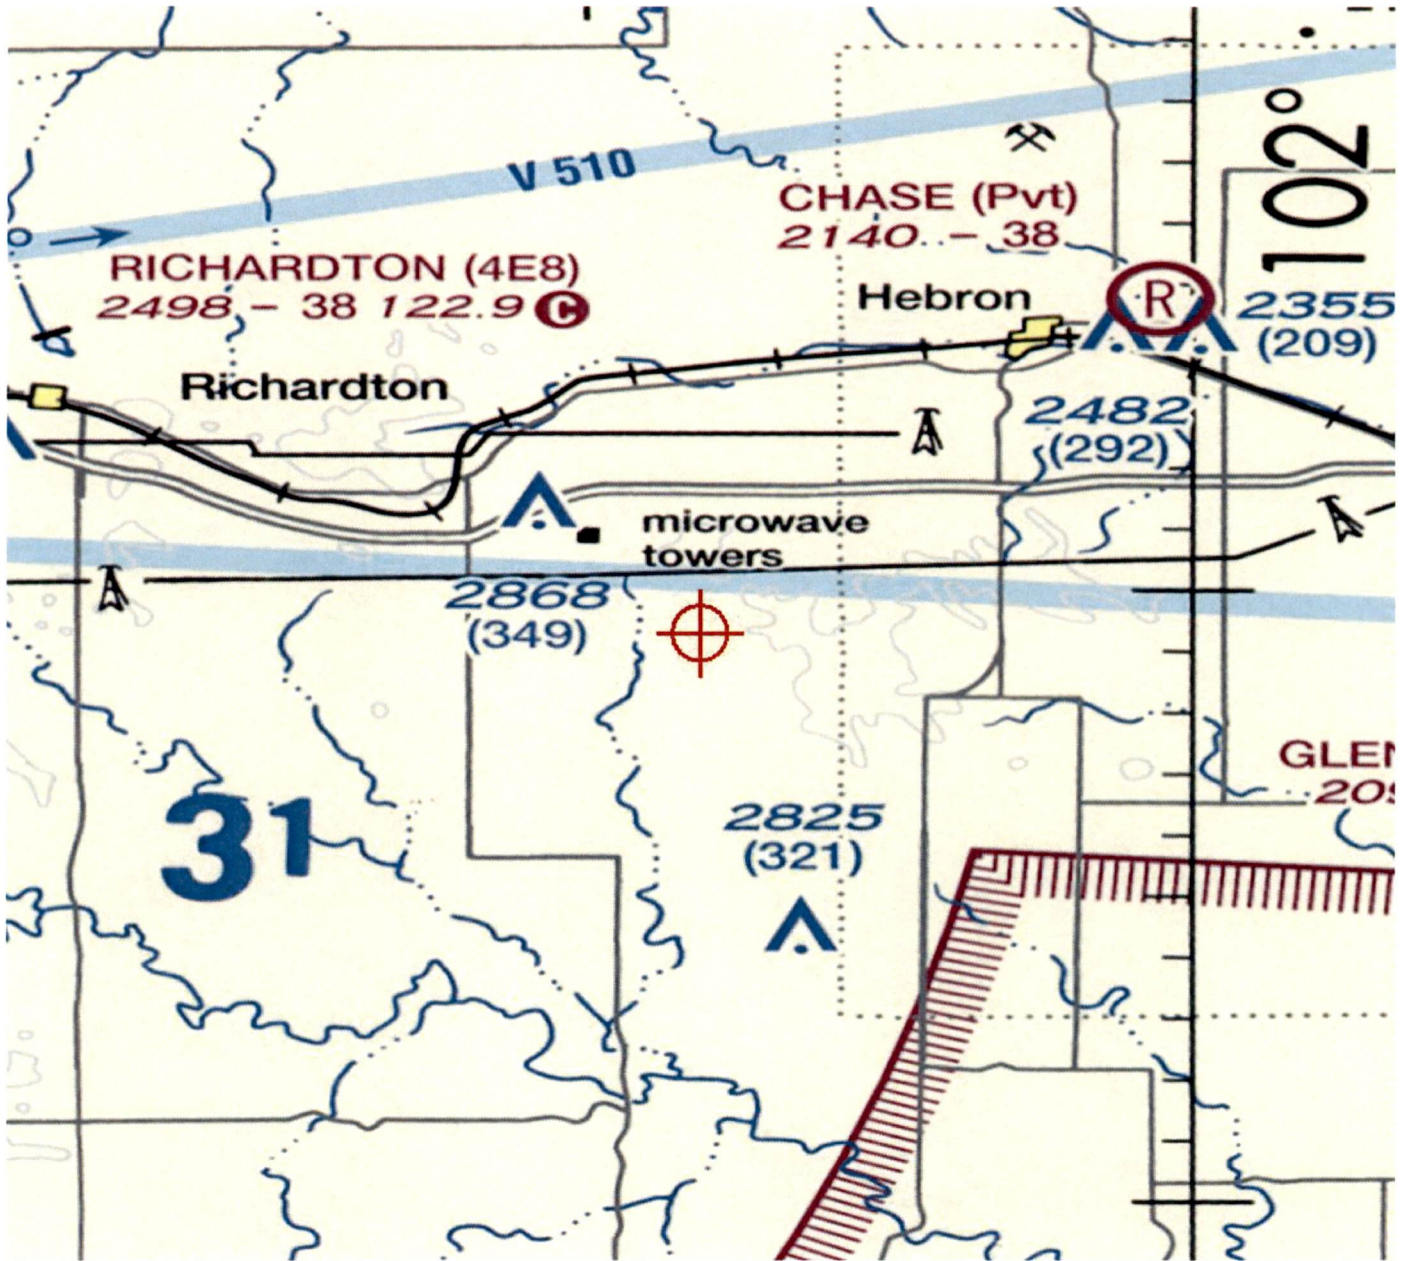 V 510
CHASE (Pvt)
2140 - 38
102°
RICHARDTON (4E8)
2498 - 38 122.9 C
Hebron
R
2355
(209)
Richardton
2482
(292)
microwave
towers
2868
(349)
GLEN
31
2825
(321)